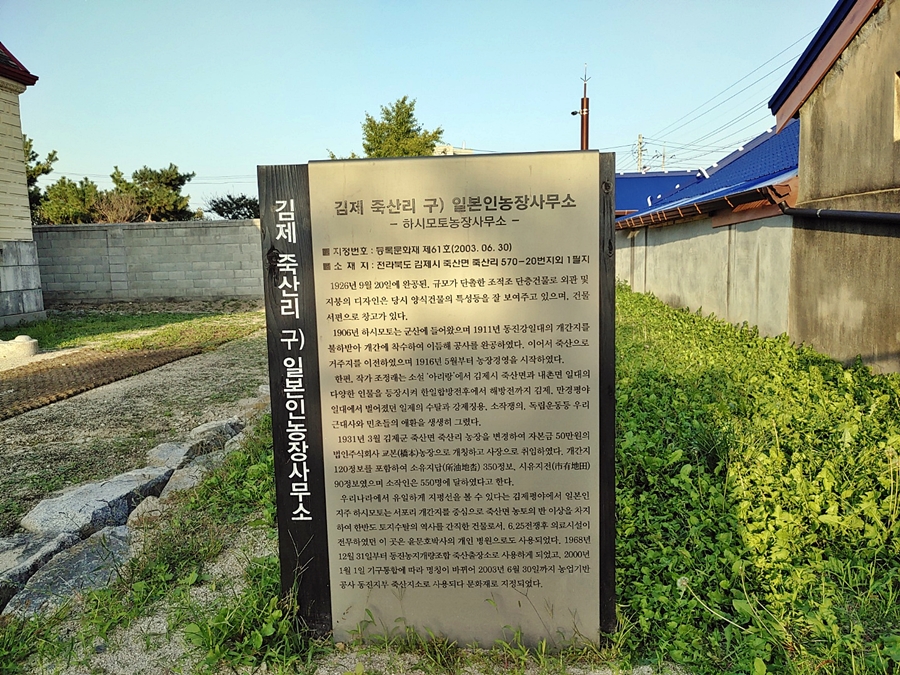 김제 죽산리 구) 일본인농장사무소
김제 죽산리 구) 일본인농장사무소
- 하시모토농장사무소 -
■ 지정번호 : 등록문화재 제61호(2003. 06. 30)
■ 소 재 지 : 전라북도 김제시 죽산면 죽산리 570-20번지외 1필지
1926년 9월 20일에 완공된, 규모가 단촐한 조적조 단층건물로 외관 및
지붕의 디자인은 당시 양식건물의 특성등을 잘 보여주고 있으며, 건물
서편으로 창고가 있다.
1906년 하시모토는 군산에 들어왔으며 1911년 동진강일대의 개간지를
불하받아 개간에 착수하여 이듬해 공사를 완공하였다. 이어서 죽산으로
거주지를 이전하였으며 1916년 5월부터 농장경영을 시작하였다.
한편, 작가 조정래는 소설 '아리랑'에서 김제시 죽산면과 내촌면 일대의
다양한 인물을 등장시켜 한일합방전후에서 해방전까지 김제, 만경평야
일대에서 벌어졌던 일제의 수탈과 강제징용, 소작쟁의, 독립운동등 우리
근대사와 민초들의 애환을 생생히 그렸다.
1931년 3월 김제군 죽산면 죽산리 농장을 변경하여 자본금 50만원의
법인주식회사 교본(橋本)농장으로 개칭하고 사장으로 취임하였다. 개간지
120정보를 포함하여 소유지답(所油地畓) 350정보, 시유지전(市有地田)
90정보였으며 소작인은 550명에 달하였다고 한다.
우리나라에서 유일하게 지평선을 볼 수 있다는 김제평야에서 일본인
지주 하시모토는 서포리 개간지를 중심으로 죽산면 농토의 반 이상을 차지
하여 한반도 토지수탈의 역사를 간직한 건물로서, 6.25전쟁후 의료시설이
전무하였던 이 곳은 윤문호박사의 개인 병원으로도 사용되었다. 1968년
12월 31일부터 동진농지개량조합 죽산출장소로 사용하게 되었고, 2000년
1월 1일 기구통합에 따라 명칭이 바뀌어 2003년 6월 30일까지 농업기반
공사 동진지부 죽산지소로 사용되다 문화재로 지정되었다.